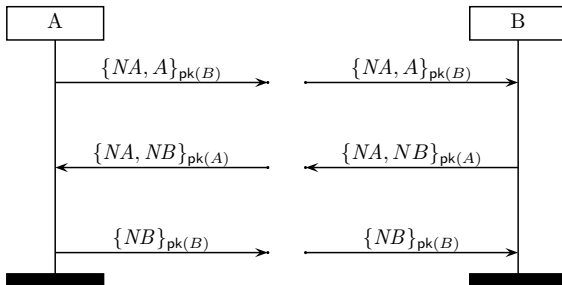 A B
{NA, A}pk(B) {NA, A}pk(B)
{NA, NB}pk(A) {NA, NB}pk(A)
{NB}pk(B) {NB}pk(B)